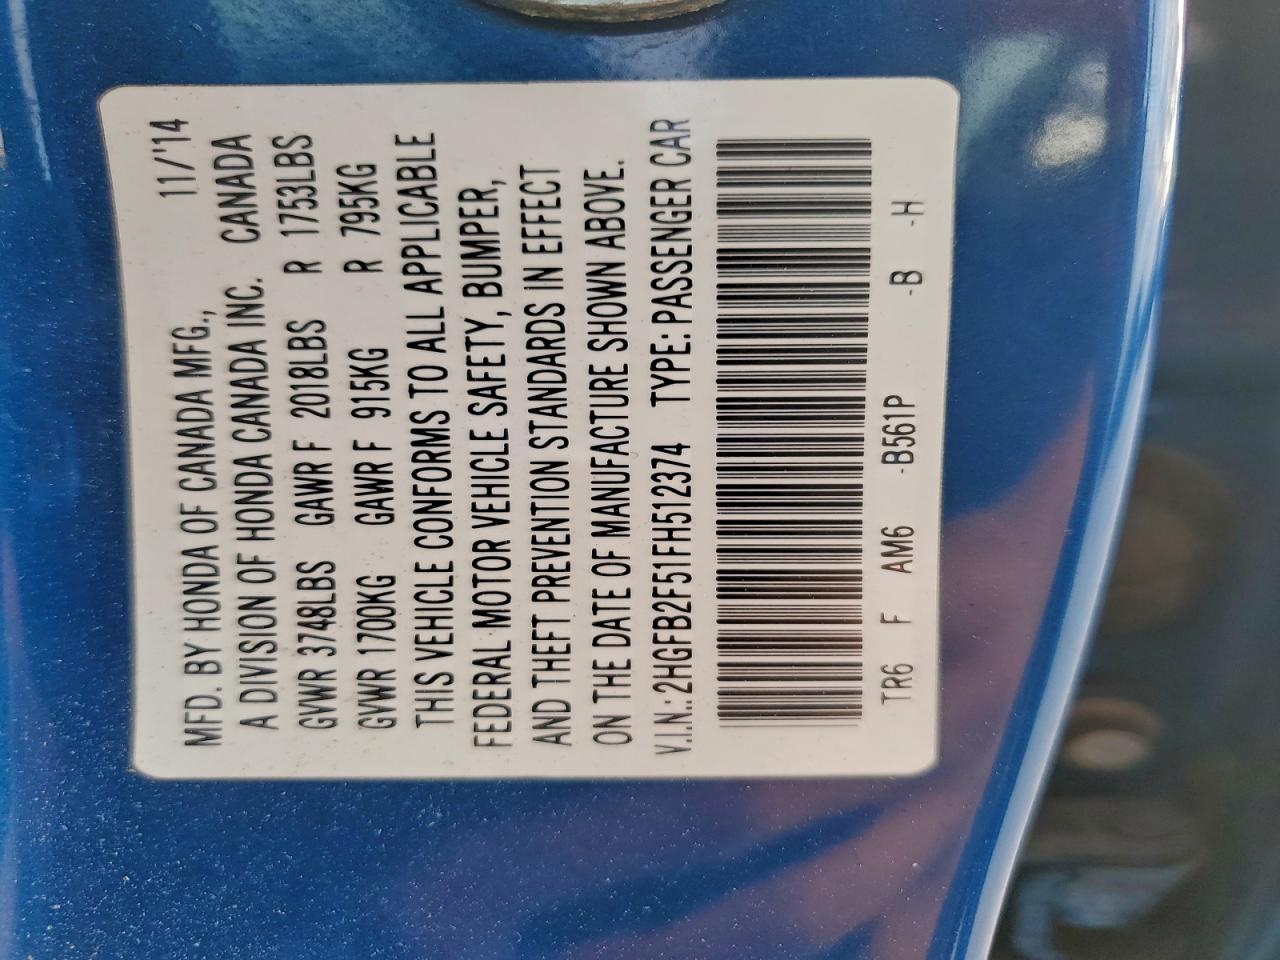 11/'14
MFD. BY HONDA OF CANADA MFG.,
A DIVISION OF HONDA CANADA INC. CANADA
GVWR 3748LBS GAWR F 2018LBS R 1753LBS
GVWR 1700KG GAWR F 915KG R 795KG
THIS VEHICLE CONFORMS TO ALL APPLICABLE
FEDERAL MOTOR VEHICLE SAFETY, BUMPER,
AND THEFT PREVENTION STANDARDS IN EFFECT
ON THE DATE OF MANUFACTURE SHOWN ABOVE.
V.I.N.: 2HGFB2F51FH512374 TYPE: PASSENGER CAR
TR6 F AM6 -B561P -B -H